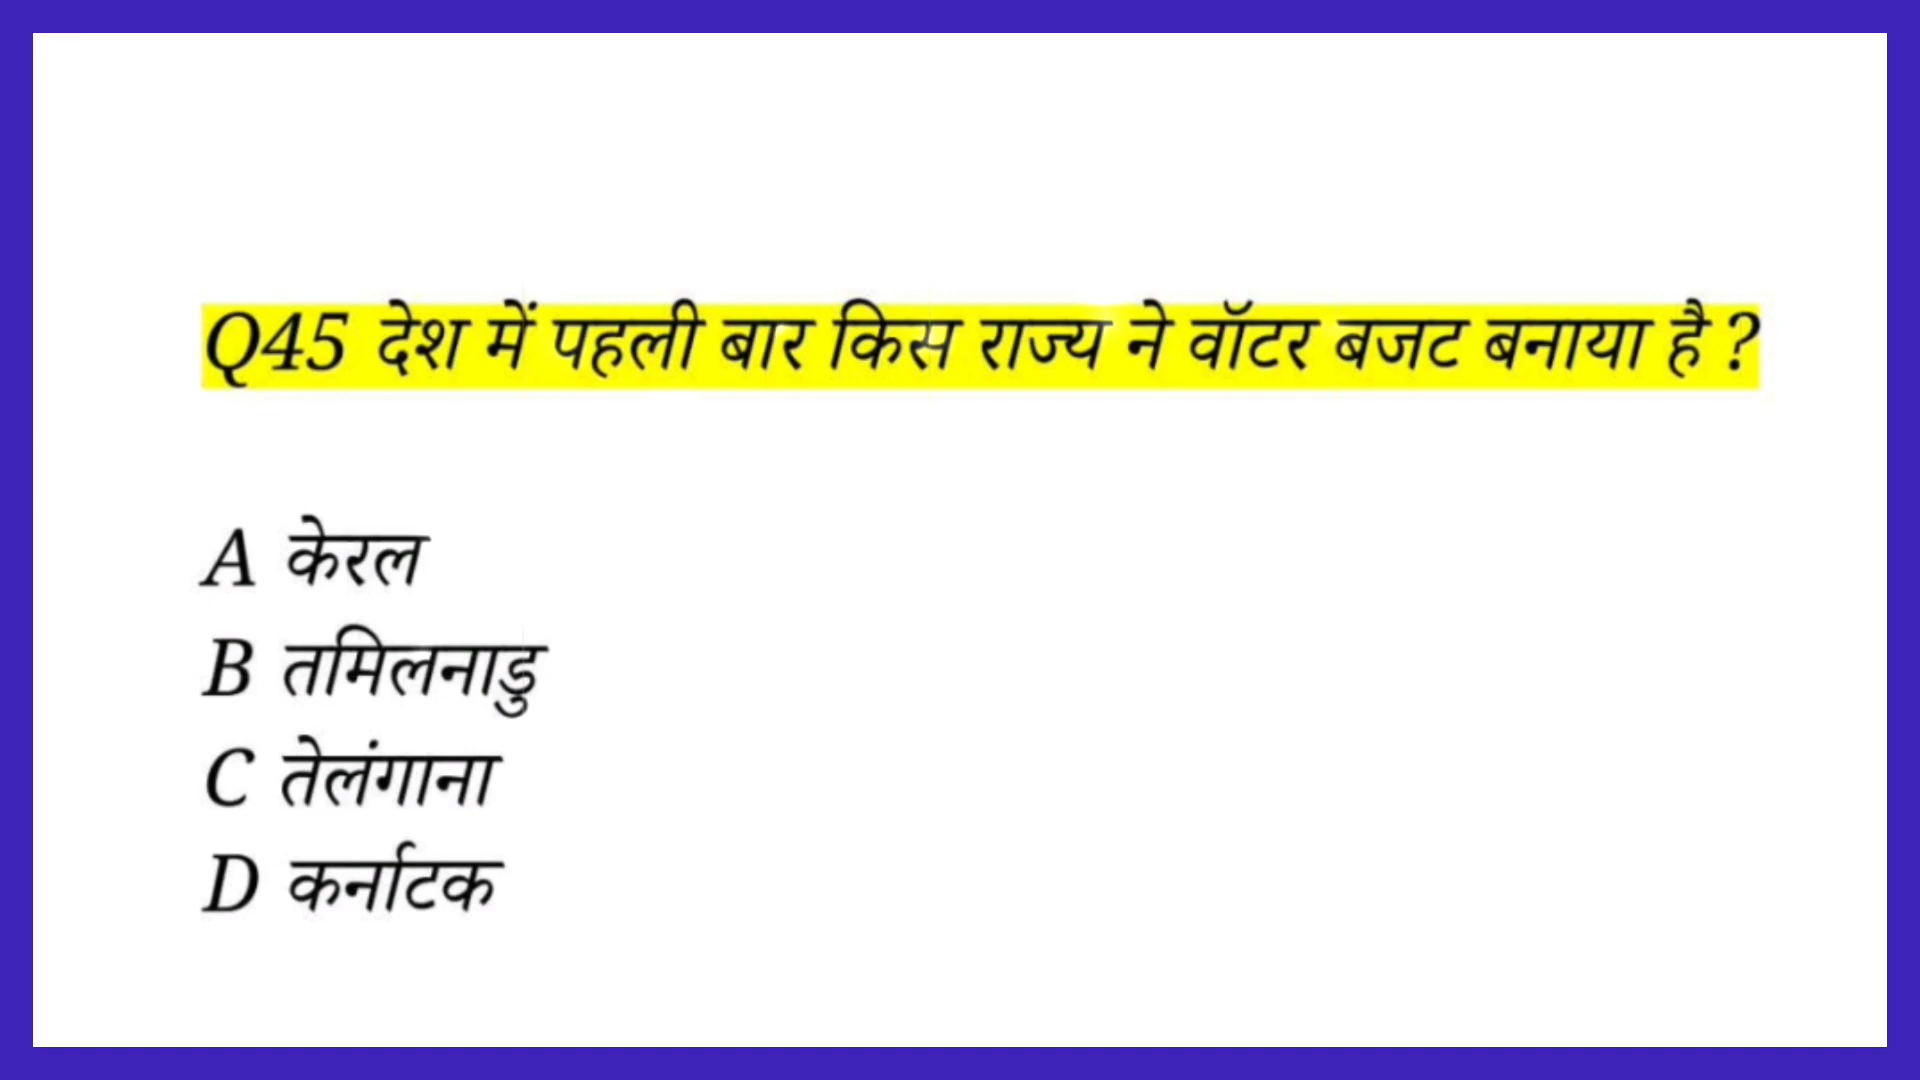 Q45 देश में पहली बार किस राज्य ने वॉटर बजट बनाया है ?
A केरल
B तमिलनाडु
C तेलंगाना
D कर्नाटक